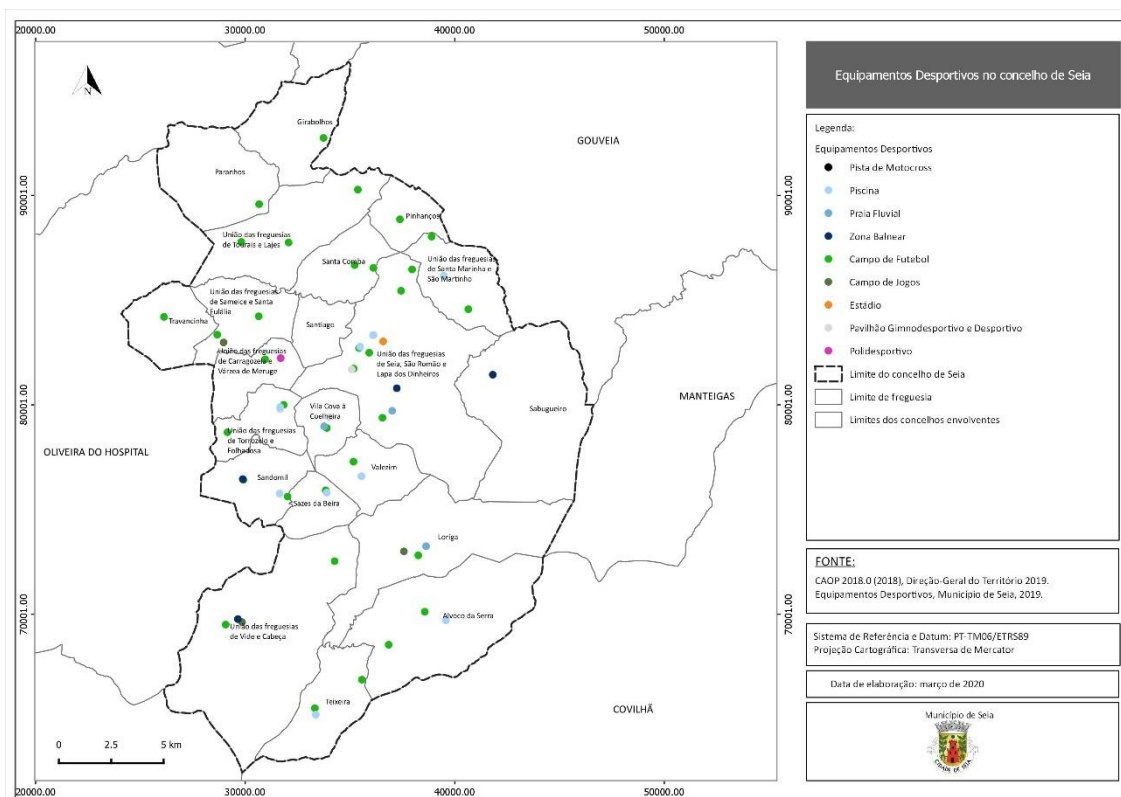 20000.00
30000.00
40000.00
50000.00
90001.00
80001.00
70001.00
90001.00
80001.00
70001.00
N
GOUVEIA
MANTEIGAS
COVILHÃ
OLIVEIRA DO HOSPITAL
Girabolhos
Paranhos
Pinhanços
União das freguesias
de Tourais e Lajes
Santa Comba
União das freguesias
de Santa Marinha e
São Martinho
União das freguesias
de Sameice e Santa
Eulália
Travancinha
Santiago
União das freguesias
de Carragozela e
Várzea de Meruge
União das freguesias
de Seia, São Romão e
Lapa dos Dinheiros
Sabugueiro
Vila Cova à
Coelheira
União das freguesias
de Torrozelo e
Folhadosa
Valezim
Sandomil
Sazes da Beira
Loriga
Alvoco da Serra
União das freguesias
de Vide e Cabeça
Teixeira
0 2.5 5 km
20000.00
30000.00
40000.00
50000.00
Equipamentos Desportivos no concelho de Seia
Legenda:
Equipamentos Desportivos
Pista de Motocross
Piscina
Praia Fluvial
Zona Balnear
Campo de Futebol
Campo de Jogos
Estádio
Pavilhão Gimnodesportivo e Desportivo
Polidesportivo
Limite do concelho de Seia
Limite de freguesia
Limites dos concelhos envolventes
FONTE:
CAOP 2018.0 (2018), Direção-Geral do Território 2019.
Equipamentos Desportivos, Município de Seia, 2019.
Sistema de Referência e Datum: PT-TM06/ETRS89
Projeção Cartográfica: Transversa de Mercator
Data de elaboração: março de 2020
Município de Seia
CIDADE DE SEIA